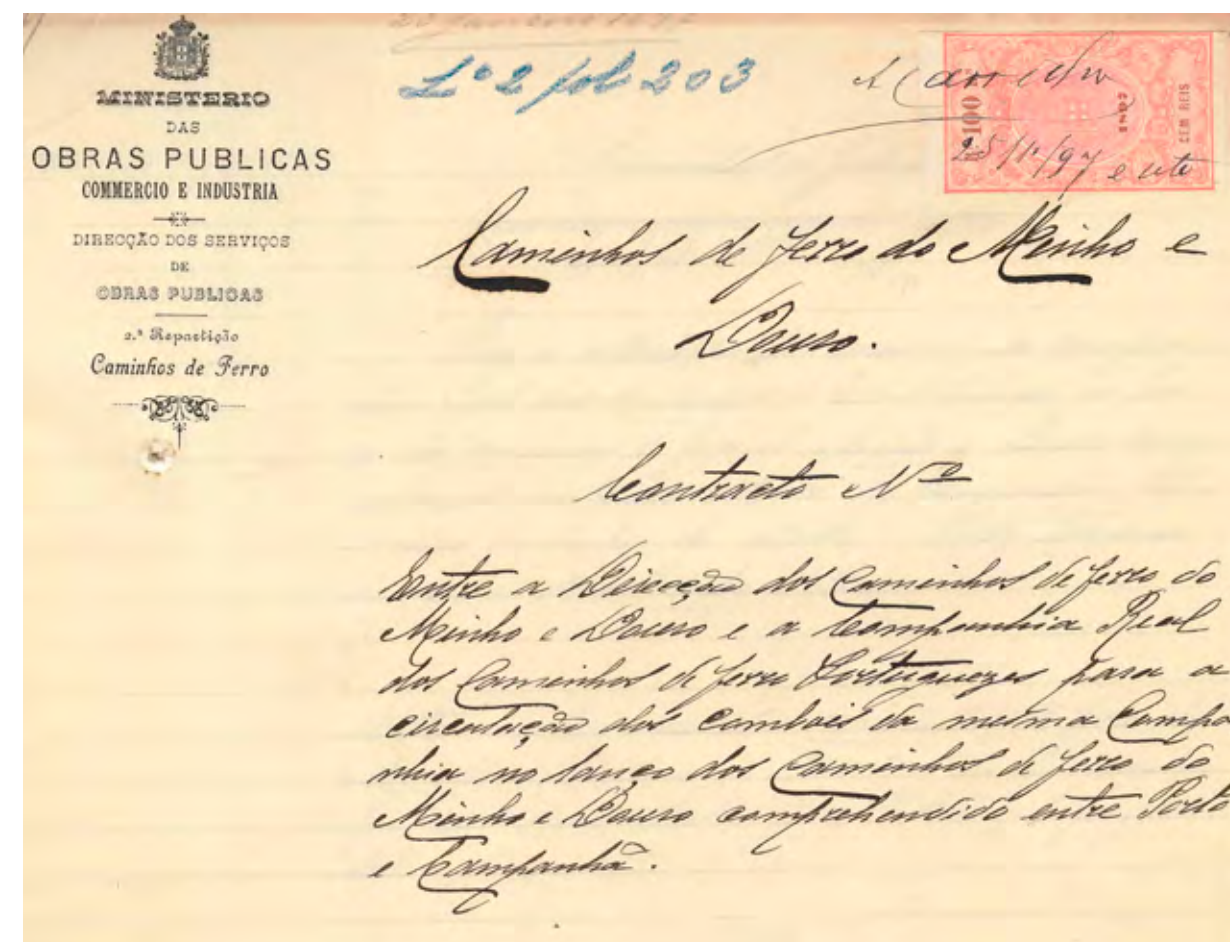 MINISTERIO
DAS
OBRAS PUBLICAS
COMMERCIO E INDUSTRIA
DIRECÇÃO DOS SERVIÇOS
DE
OBRAS PUBLICAS
2.ª Repartição
Caminhos de Ferro
Lº 2 fol 203
100
1897
CEM REIS
25/1º/97
Caminhos de ferro do Minho e
Douro.
Contracto Nº
Entre a Direcção dos Caminhos de ferro do
Minho e Douro e a Companhia Real
dos Caminhos de ferro Portuguezes para a
circulação dos comboios da mesma Compa
nhia no lanço dos Caminhos de ferro do
Minho e Douro comprehendido entre Porto
e Campanhã.